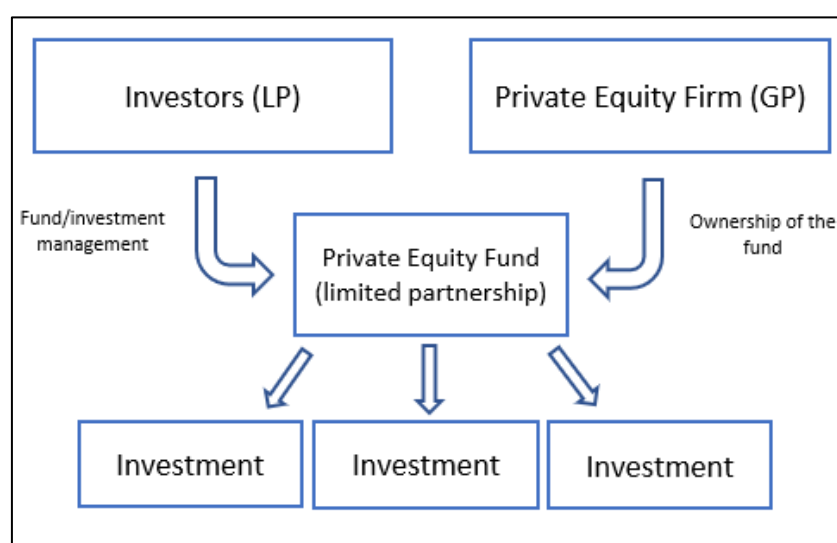 Investors (LP)
Private Equity Firm (GP)
Fund/investment
management
Ownership of the
fund
Private Equity Fund
(limited partnership)
Investment
Investment
Investment